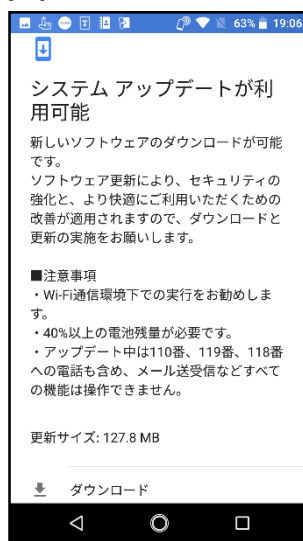 63% 19:06
システム アップデートが利
用可能
新しいソフトウェアのダウンロードが可能
です。
ソフトウェア更新により、セキュリティの
強化と、より快適にご利用いただくための
改善が適用されますので、ダウンロードと
更新の実施をお願いします。
■注意事項
・Wi-Fi通信環境下での実行をお勧めしま
す。
・40%以上の電池残量が必要です。
・アップデート中は110番、119番、118番
への電話も含め、メール送受信などすべて
の機能は操作できません。
更新サイズ: 127.8 MB
ダウンロード